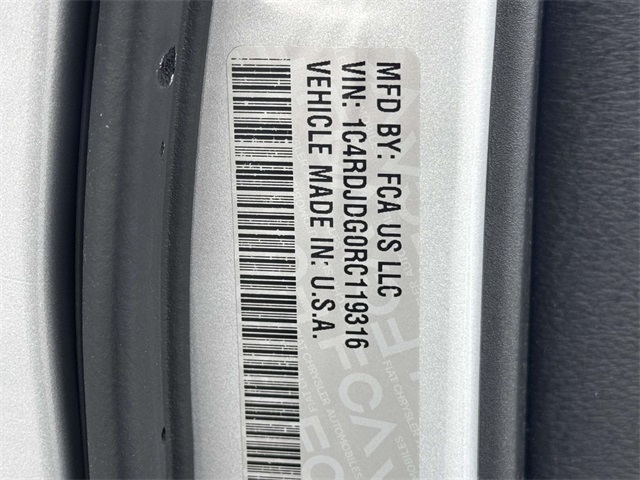 MFD BY: FCA US LLC
VIN: 1C4RDJDG0RC119316
VEHICLE MADE IN: U.S.A.